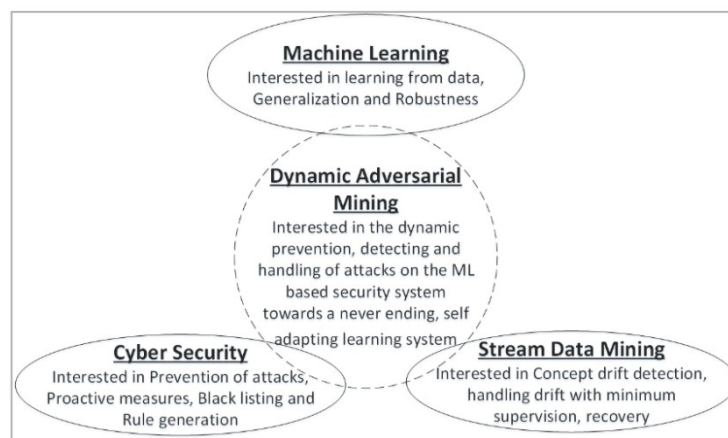 Machine Learning
Interested in learning from data,
Generalization and Robustness
Dynamic Adversarial
Mining
Interested in the dynamic
prevention, detecting and
handling of attacks on the ML
based security system
towards a never ending, self
adapting learning system
Cyber Security
Interested in Prevention of attacks,
Proactive measures, Black listing and
Rule generation
Stream Data Mining
Interested in Concept drift detection,
handling drift with minimum
supervision, recovery